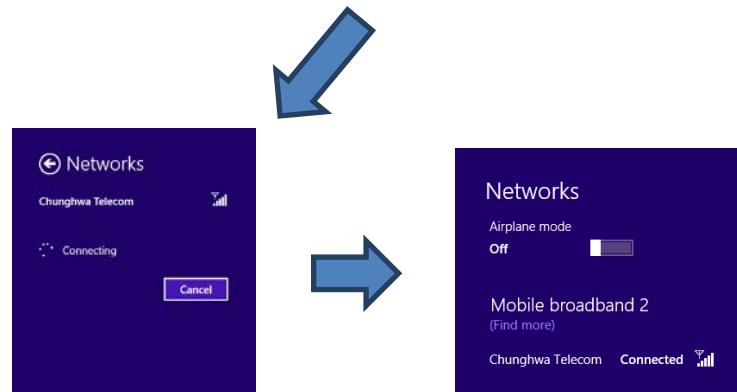 Networks
Chunghwa Telecom
Connecting
Cancel
Networks
Airplane mode
Off
Mobile broadband 2
(Find more)
Chunghwa Telecom Connected